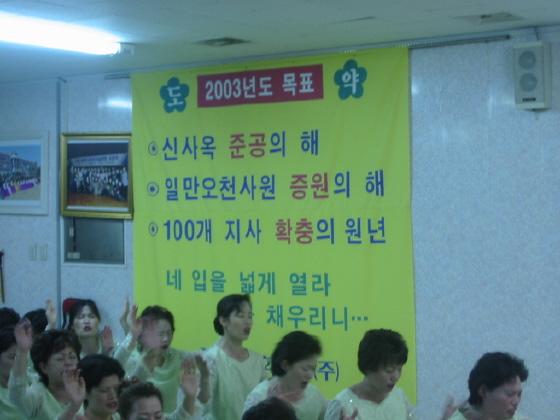 도 2003년도 목표 약
신사옥 준공의 해
일만오천사원 증원의 해
100개 지사 확충의 원년
네 입을 넓게 열라
채우리니…
(주)